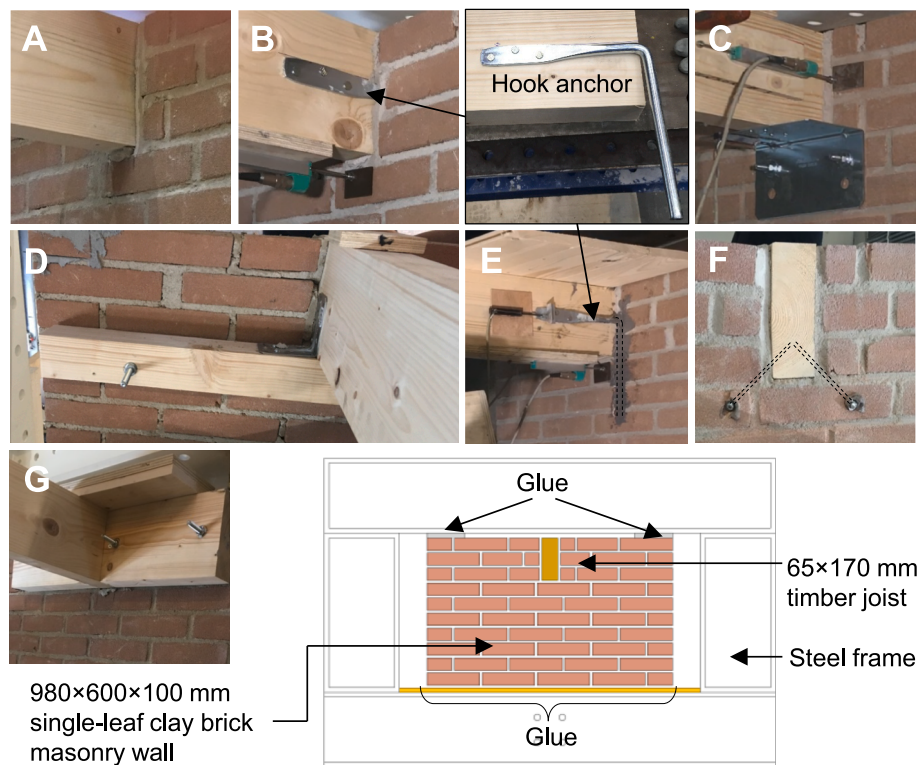 A
B
Hook anchor
C
D
E
F
G
Glue
65×170 mm
timber joist
Steel frame
980×600×100 mm
single-leaf clay brick
masonry wall
Glue